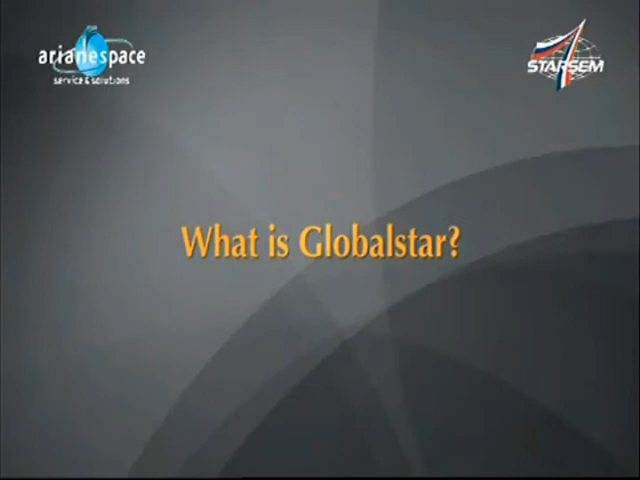 arianespace
service & solutions
STARSEM
What is Globalstar?